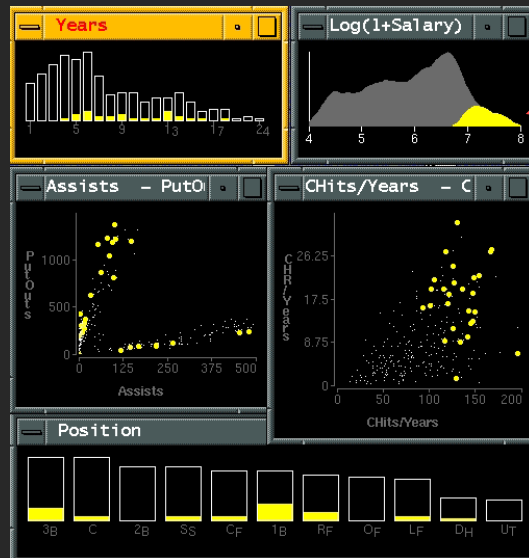 Years
1 5 9 13 17 24
Log(1+Salary)
4 5 6 7 8
Assists - PutOu
PutOuts
1000
500
0
0 125 250 375 500
Assists
CHits/Years - C
CHR/Years
26.25
17.5
8.75
0
0 50 100 150 200
CHits/Years
Position
3B C 2B SS CF 1B RF OF LF DH UT